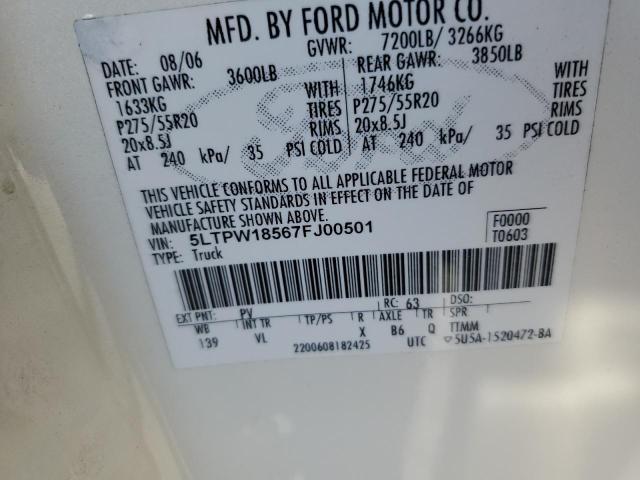 MFD. BY FORD MOTOR CO.
DATE: 08/06 GVWR: 7200LB/ 3266KG
FRONT GAWR: 3600LB REAR GAWR: 3850LB
1633KG WITH 1746KG WITH
P275/55R20 TIRES P275/55R20 TIRES
20x8.5J RIMS 20x8.5J RIMS
AT 240 kPa/ 35 PSI COLD AT 240 kPa/ 35 PSI COLD
Ford
THIS VEHICLE CONFORMS TO ALL APPLICABLE FEDERAL MOTOR
VEHICLE SAFETY STANDARDS IN EFFECT ON THE DATE OF
MANUFACTURE SHOWN ABOVE.
VIN: 5LTPW18567FJ00501 F0000
TYPE: Truck T0603
EXT PNT: PV RC: 63 DSO:
WB INT TR TP/PS R AXLE TR SPR
139 VL X B6 Q TTMM
2200608182425 UTC ▽5U5A-1520472-BA